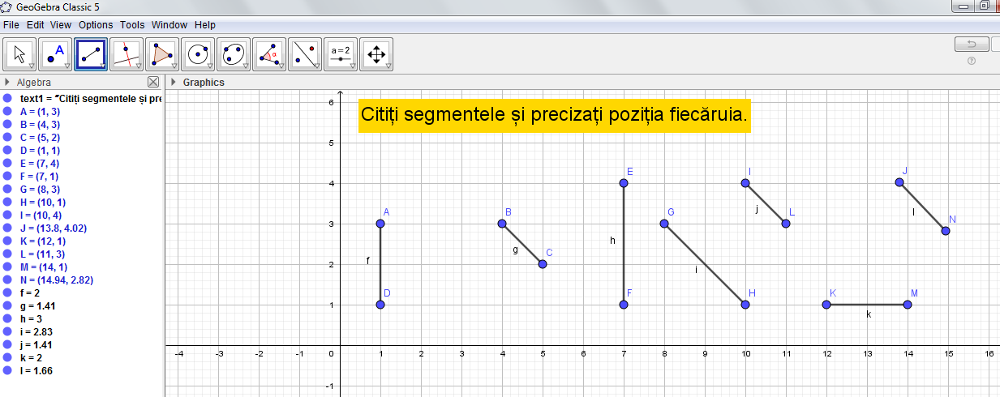 GeoGebra Classic 5
File Edit View Options Tools Window Help
A
α
a = 2
Algebra
Graphics
text1 = "Citiți segmentele și pre
A = (1, 3)
B = (4, 3)
C = (5, 2)
D = (1, 1)
E = (7, 4)
F = (7, 1)
G = (8, 3)
H = (10, 1)
I = (10, 4)
J = (13.8, 4.02)
K = (12, 1)
L = (11, 3)
M = (14, 1)
N = (14.94, 2.82)
f = 2
g = 1.41
h = 3
i = 2.83
j = 1.41
k = 2
l = 1.66
Citiți segmentele și precizați poziția fiecăruia.
6
5
4
3
2
1
-1
E
I
J
A
B
G
L
N
j
l
h
C
g
f
i
D
F
H
K
M
k
-4 -3 -2 -1 0 1 2 3 4 5 6 7 8 9 10 11 12 13 14 15 16